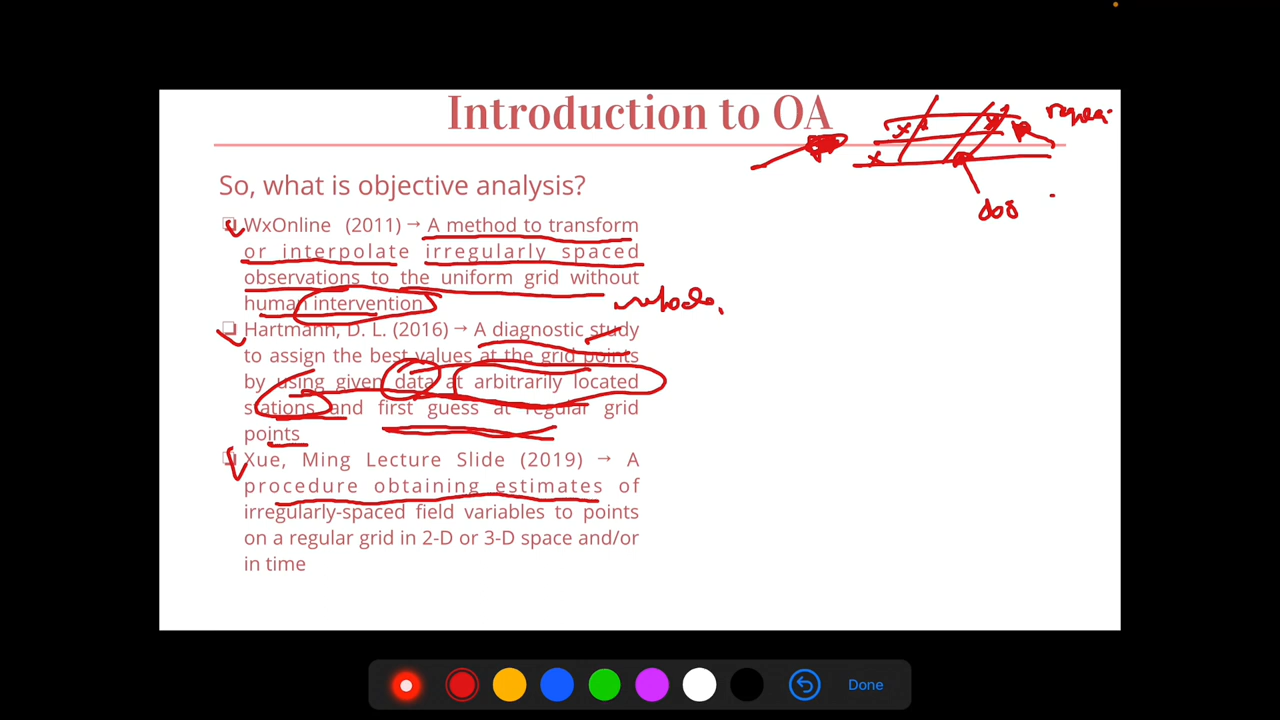 Introduction to OA
So, what is objective analysis?
WxOnline (2011) → A method to transform
or interpolate irregularly spaced
observations to the uniform grid without
human intervention
Hartmann, D. L. (2016) → A diagnostic study
to assign the best values at the grid points
by using given data at arbitrarily located
stations and first guess at regular grid
points
Xue, Ming Lecture Slide (2019) → A
procedure obtaining estimates of
irregularly-spaced field variables to points
on a regular grid in 2-D or 3-D space and/or
in time
Done